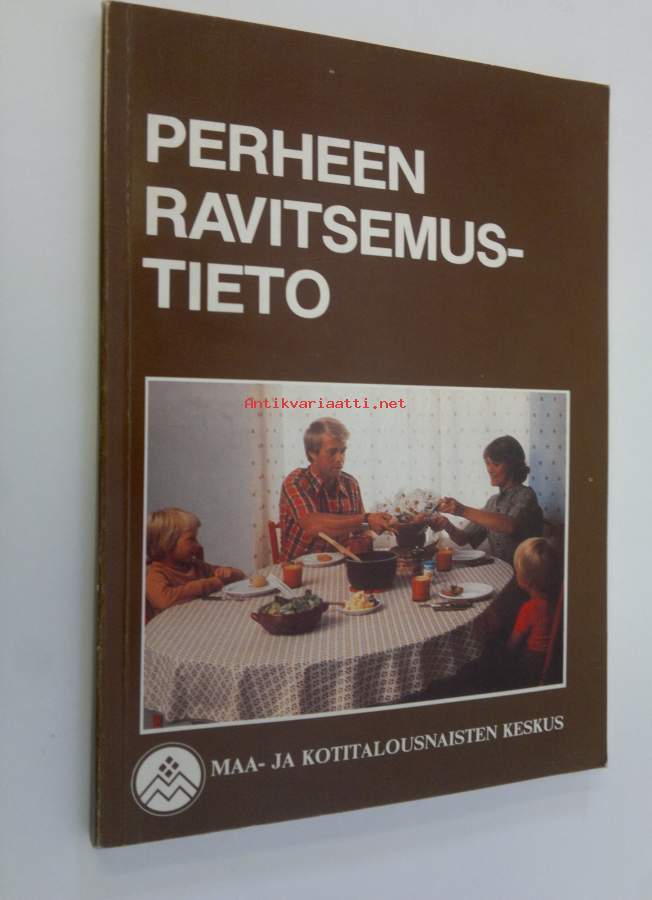 PERHEEN
RAVITSEMUS-
TIETO
Antikvariaatti.net
MAA- JA KOTITALOUSNAISTEN KESKUS